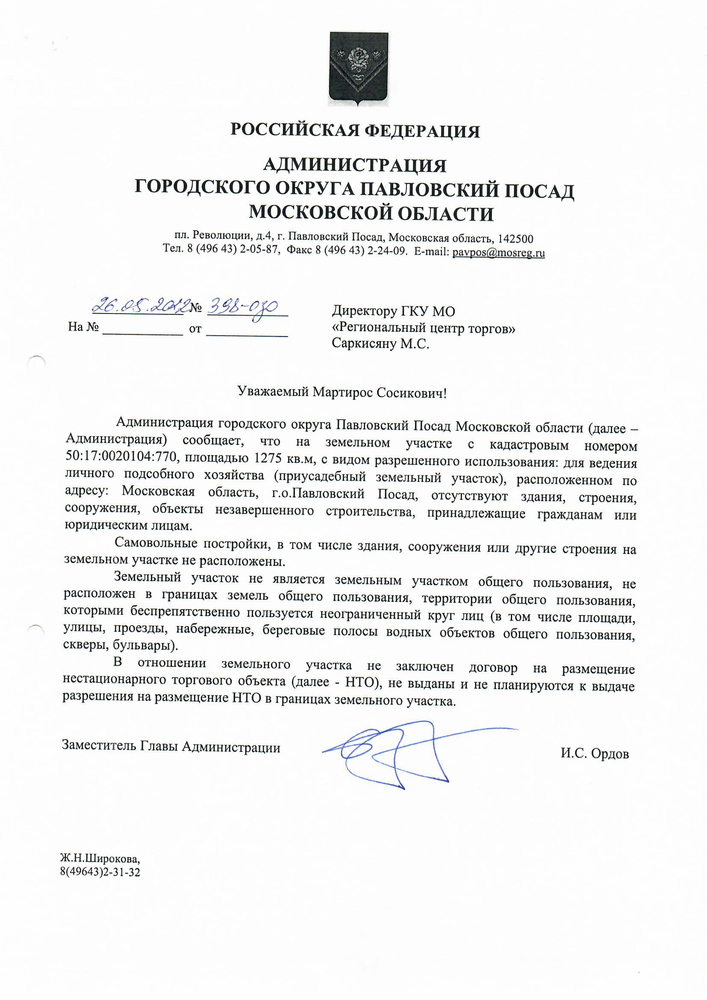 РОССИЙСКАЯ ФЕДЕРАЦИЯ
АДМИНИСТРАЦИЯ
ГОРОДСКОГО ОКРУГА ПАВЛОВСКИЙ ПОСАД
МОСКОВСКОЙ ОБЛАСТИ
пл. Революции, д.4, г. Павловский Посад, Московская область, 142500
Тел. 8 (496 43) 2-05-87, Факс 8 (496 43) 2-24-09. E-mail: pavpos@mosreg.ru
26.05.2022 № 398-озо
На № ____________ от ____________
Директору ГКУ МО
«Региональный центр торгов»
Саркисяну М.С.
Уважаемый Мартирос Сосикович!
Администрация городского округа Павловский Посад Московской области (далее –
Администрация) сообщает, что на земельном участке с кадастровым номером
50:17:0020104:770, площадью 1275 кв.м, с видом разрешенного использования: для ведения
личного подсобного хозяйства (приусадебный земельный участок), расположенном по
адресу: Московская область, г.о.Павловский Посад, отсутствуют здания, строения,
сооружения, объекты незавершенного строительства, принадлежащие гражданам или
юридическим лицам.
Самовольные постройки, в том числе здания, сооружения или другие строения на
земельном участке не расположены.
Земельный участок не является земельным участком общего пользования, не
расположен в границах земель общего пользования, территории общего пользования,
которыми беспрепятственно пользуется неограниченный круг лиц (в том числе площади,
улицы, проезды, набережные, береговые полосы водных объектов общего пользования,
скверы, бульвары).
В отношении земельного участка не заключен договор на размещение
нестационарного торгового объекта (далее - НТО), не выданы и не планируются к выдаче
разрешения на размещение НТО в границах земельного участка.
Заместитель Главы Администрации
И.С. Ордов
Ж.Н.Широкова,
8(49643)2-31-32